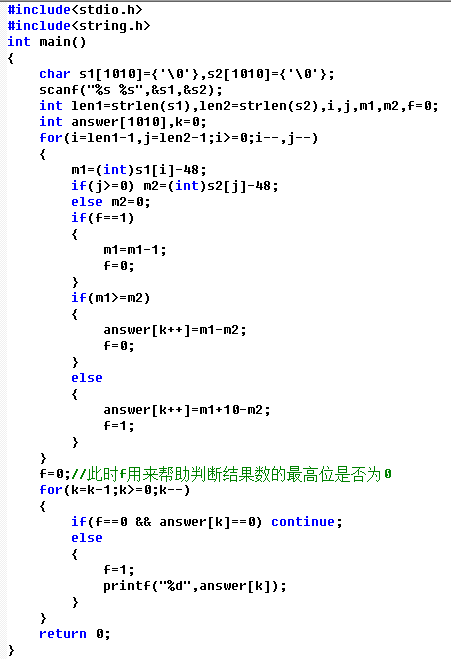 #include<stdio.h>
#include<string.h>
int main()
{
    char s1[1010]={'\0'},s2[1010]={'\0'};
    scanf("%s %s",&s1,&s2);
    int len1=strlen(s1),len2=strlen(s2),i,j,m1,m2,f=0;
    int answer[1010],k=0;
    for(i=len1-1,j=len2-1;i>=0;i--,j--)
    {
        m1=(int)s1[i]-48;
        if(j>=0) m2=(int)s2[j]-48;
        else m2=0;
        if(f==1)
        {
            m1=m1-1;
            f=0;
        }
        if(m1>=m2)
        {
            answer[k++]=m1-m2;
            f=0;
        }
        else
        {
            answer[k++]=m1+10-m2;
            f=1;
        }
    }
    f=0;//此时f用来帮助判断结果数的最高位是否为0
    for(k=k-1;k>=0;k--)
    {
        if(f==0 && answer[k]==0) continue;
        else
        {
            f=1;
            printf("%d",answer[k]);
        }
    }
    return 0;
}